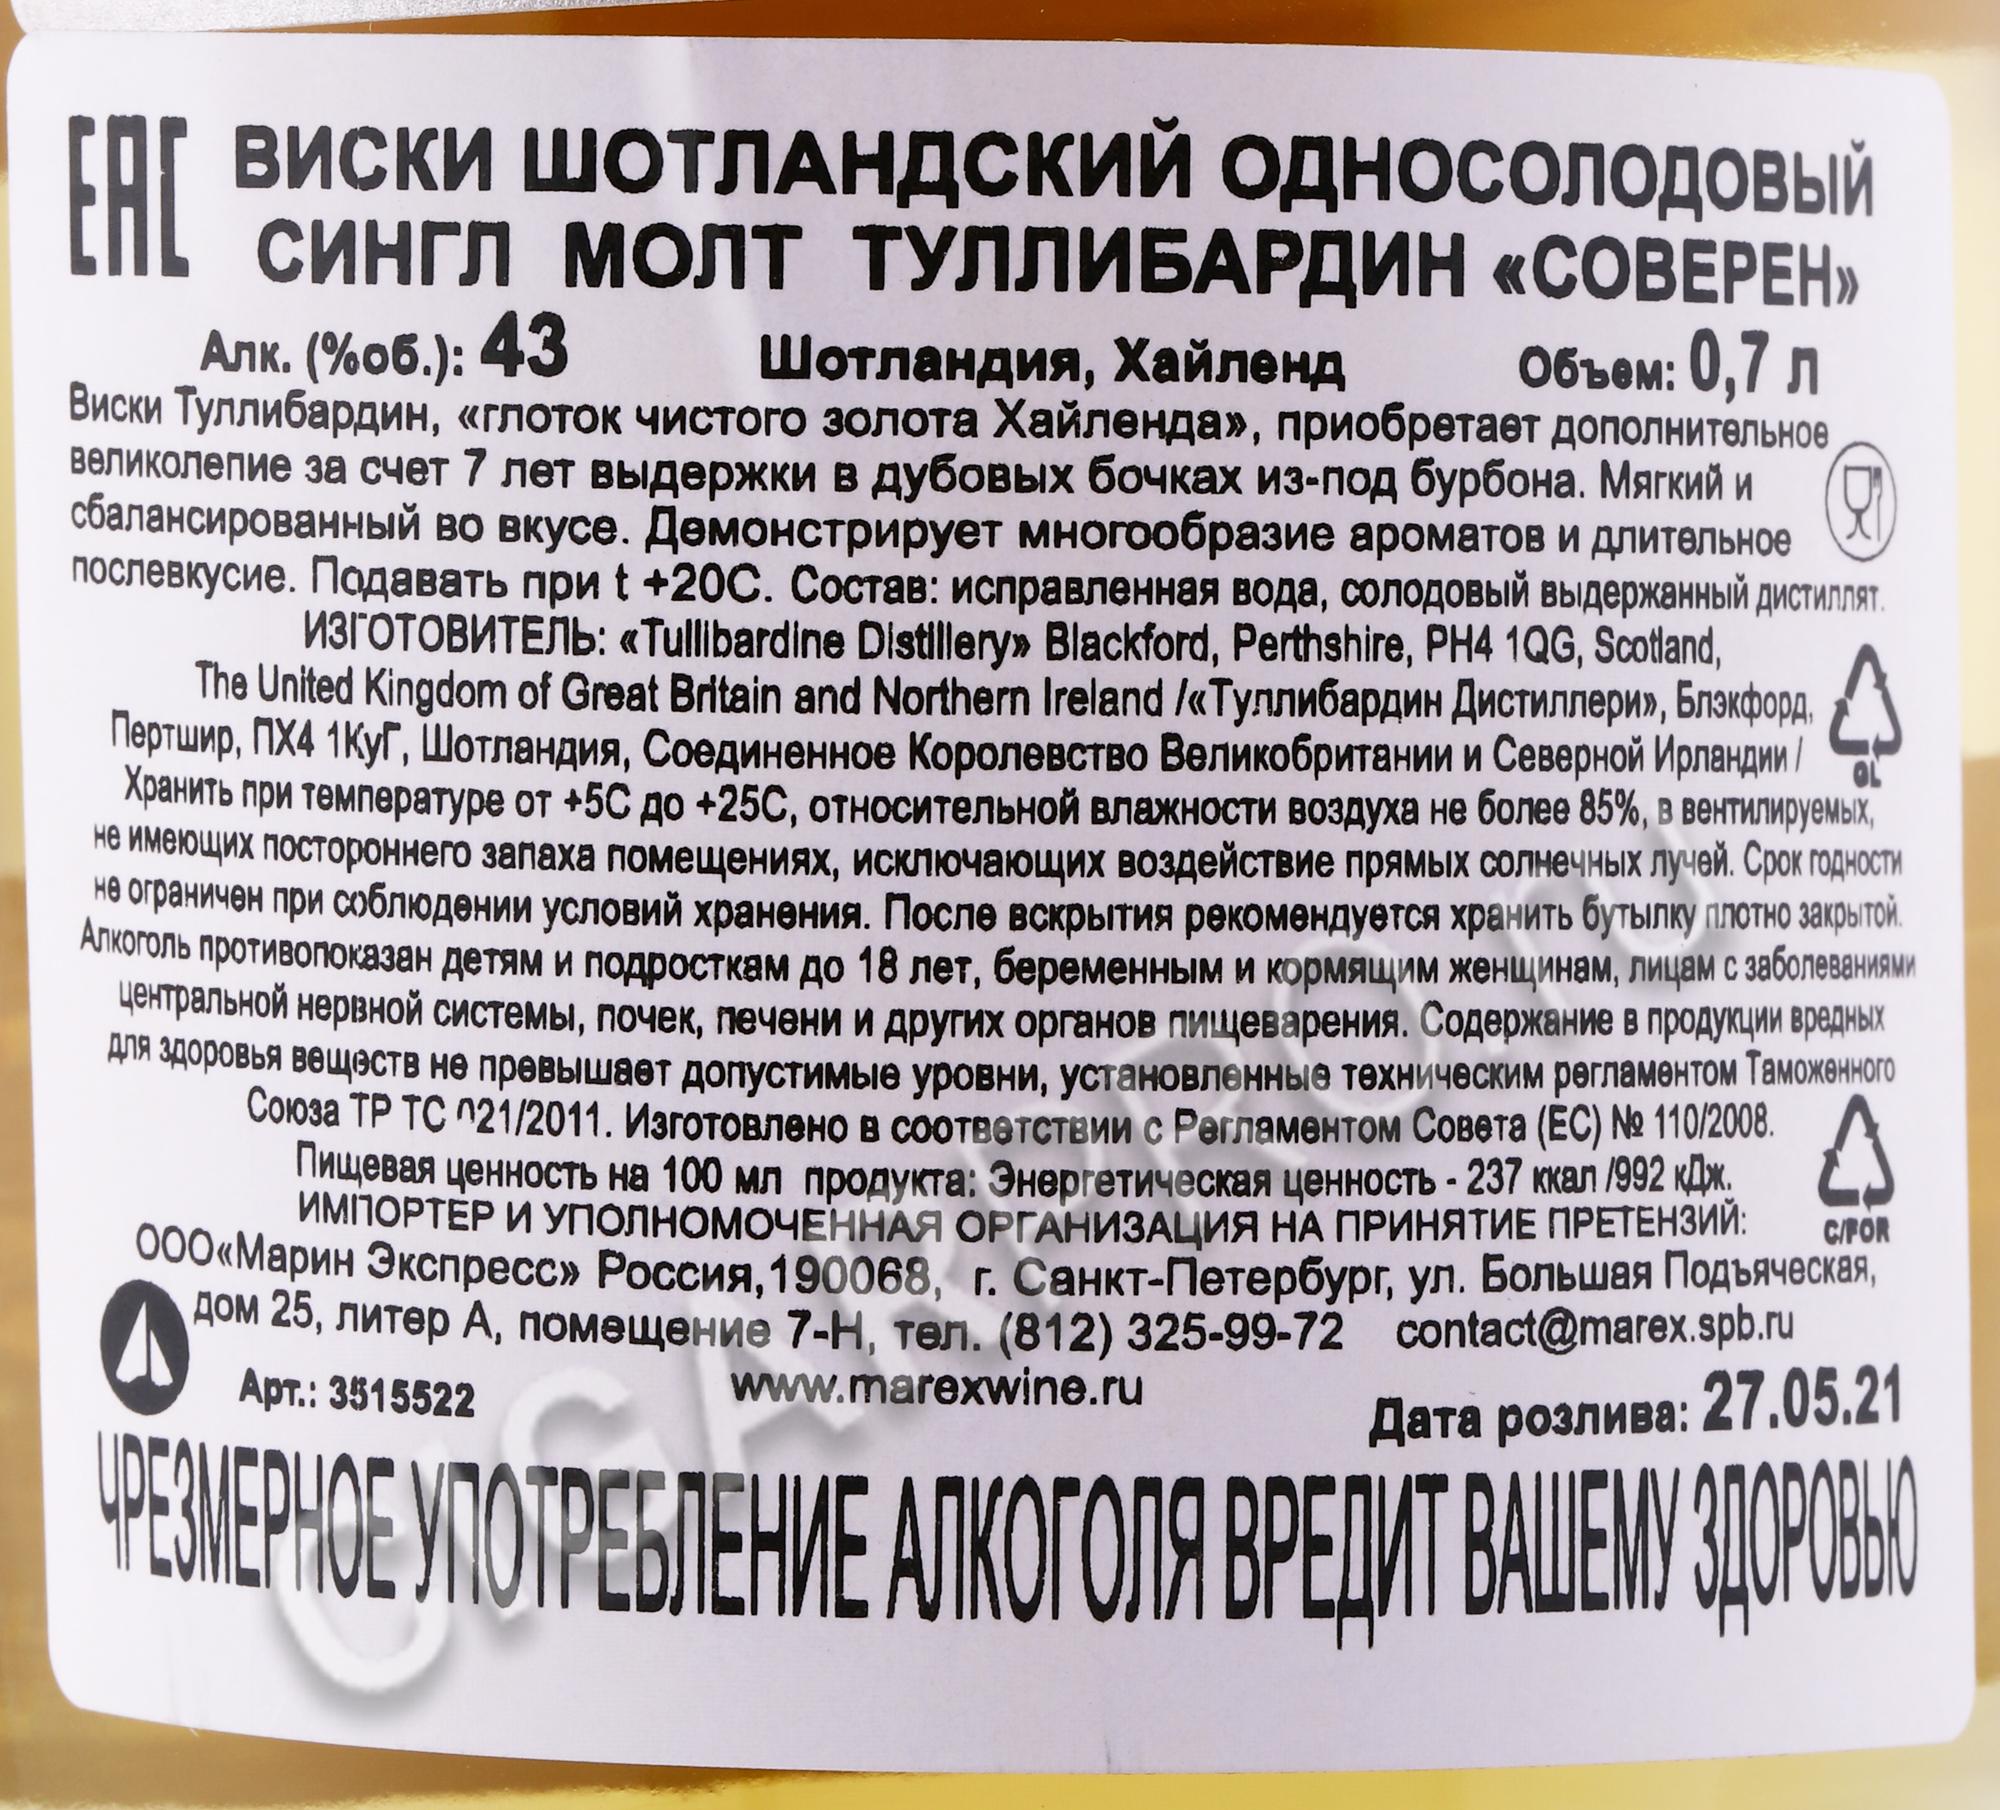 EAC ВИСКИ ШОТЛАНДСКИЙ ОДНОСОЛОДОВЫЙ
СИНГЛ МОЛТ ТУЛЛИБАРДИН «СОВЕРЕН»
Алк. (%об.): 43 Шотландия, Хайленд Объем: 0,7 л
Виски Туллибардин, «глоток чистого золота Хайленда», приобретает дополнительное
великолепие за счет 7 лет выдержки в дубовых бочках из-под бурбона. Мягкий и
сбалансированный во вкусе. Демонстрирует многообразие ароматов и длительное
послевкусие. Подавать при t +20С. Состав: исправленная вода, солодовый выдержанный дистиллят.
ИЗГОТОВИТЕЛЬ: «Tullibardine Distillery» Blackford, Perthshire, PH4 1QG, Scotland,
The United Kingdom of Great Britain and Northern Ireland /«Туллибардин Дистиллери», Блэкфорд,
Пертшир, ПХ4 1КуГ, Шотландия, Соединенное Королевство Великобритании и Северной Ирландии /
GL
Хранить при температуре от +5С до +25С, относительной влажности воздуха не более 85%, в вентилируемых,
не имеющих постороннего запаха помещениях, исключающих воздействие прямых солнечных лучей. Срок годности
не ограничен при соблюдении условий хранения. После вскрытия рекомендуется хранить бутылку плотно закрытой.
Алкоголь противопоказан детям и подросткам до 18 лет, беременным и кормящим женщинам, лицам с заболеваниями
центральной нервной системы, почек, печени и других органов пищеварения. Содержание в продукции вредных
для здоровья веществ не превышает допустимые уровни, установленные техническим регламентом Таможенного
Союза ТР ТС 021/2011. Изготовлено в соответствии с Регламентом Совета (ЕС) № 110/2008.
Пищевая ценность на 100 мл продукта: Энергетическая ценность - 237 ккал /992 кДж.
ИМПОРТЕР И УПОЛНОМОЧЕННАЯ ОРГАНИЗАЦИЯ НА ПРИНЯТИЕ ПРЕТЕНЗИЙ:
C/FOR
ООО«Марин Экспресс» Россия,190068, г. Санкт-Петербург, ул. Большая Подъяческая,
дом 25, литер А, помещение 7-Н, тел. (812) 325-99-72 contact@marex.spb.ru
Арт.: 3515522 www.marexwine.ru Дата розлива: 27.05.21
ЧРЕЗМЕРНОЕ УПОТРЕБЛЕНИЕ АЛКОГОЛЯ ВРЕДИТ ВАШЕМУ ЗДОРОВЬЮ
CIGARPRO.ru